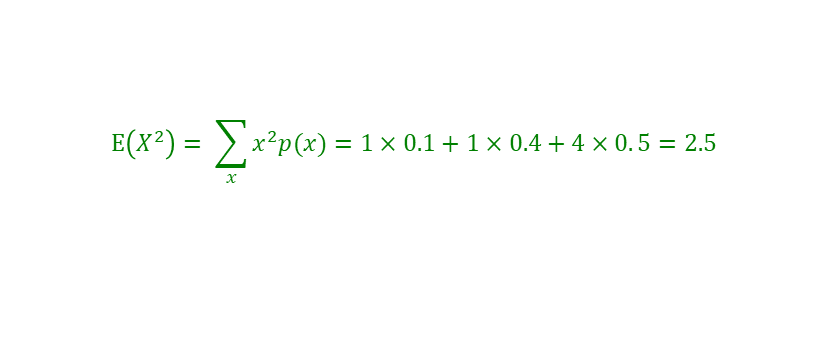 E(X²) = ∑ₓ x²p(x) = 1 × 0.1 + 1 × 0.4 + 4 × 0.5 = 2.5